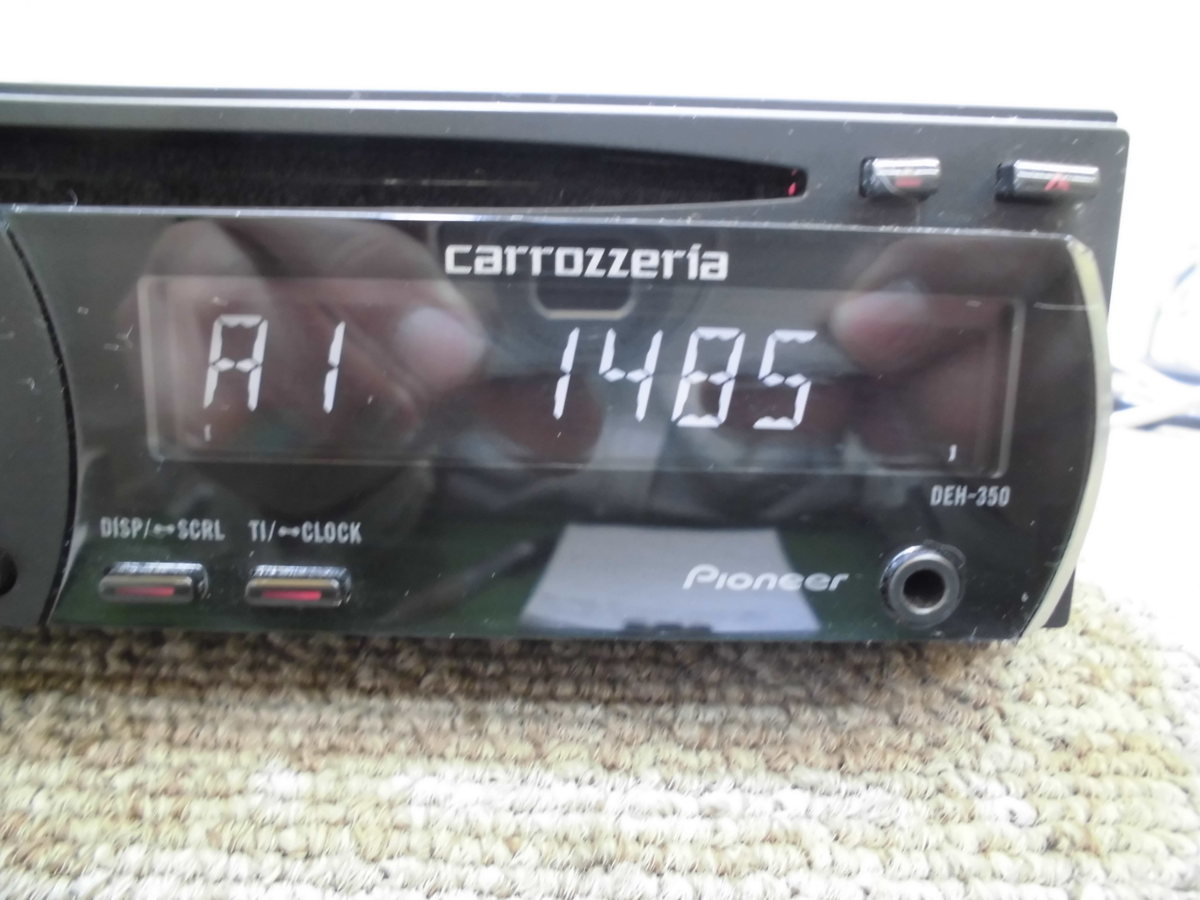 carrozzeria
A1 1485
DEH-350
DISP/↔SCRL TI/↔CLOCK
Pioneer